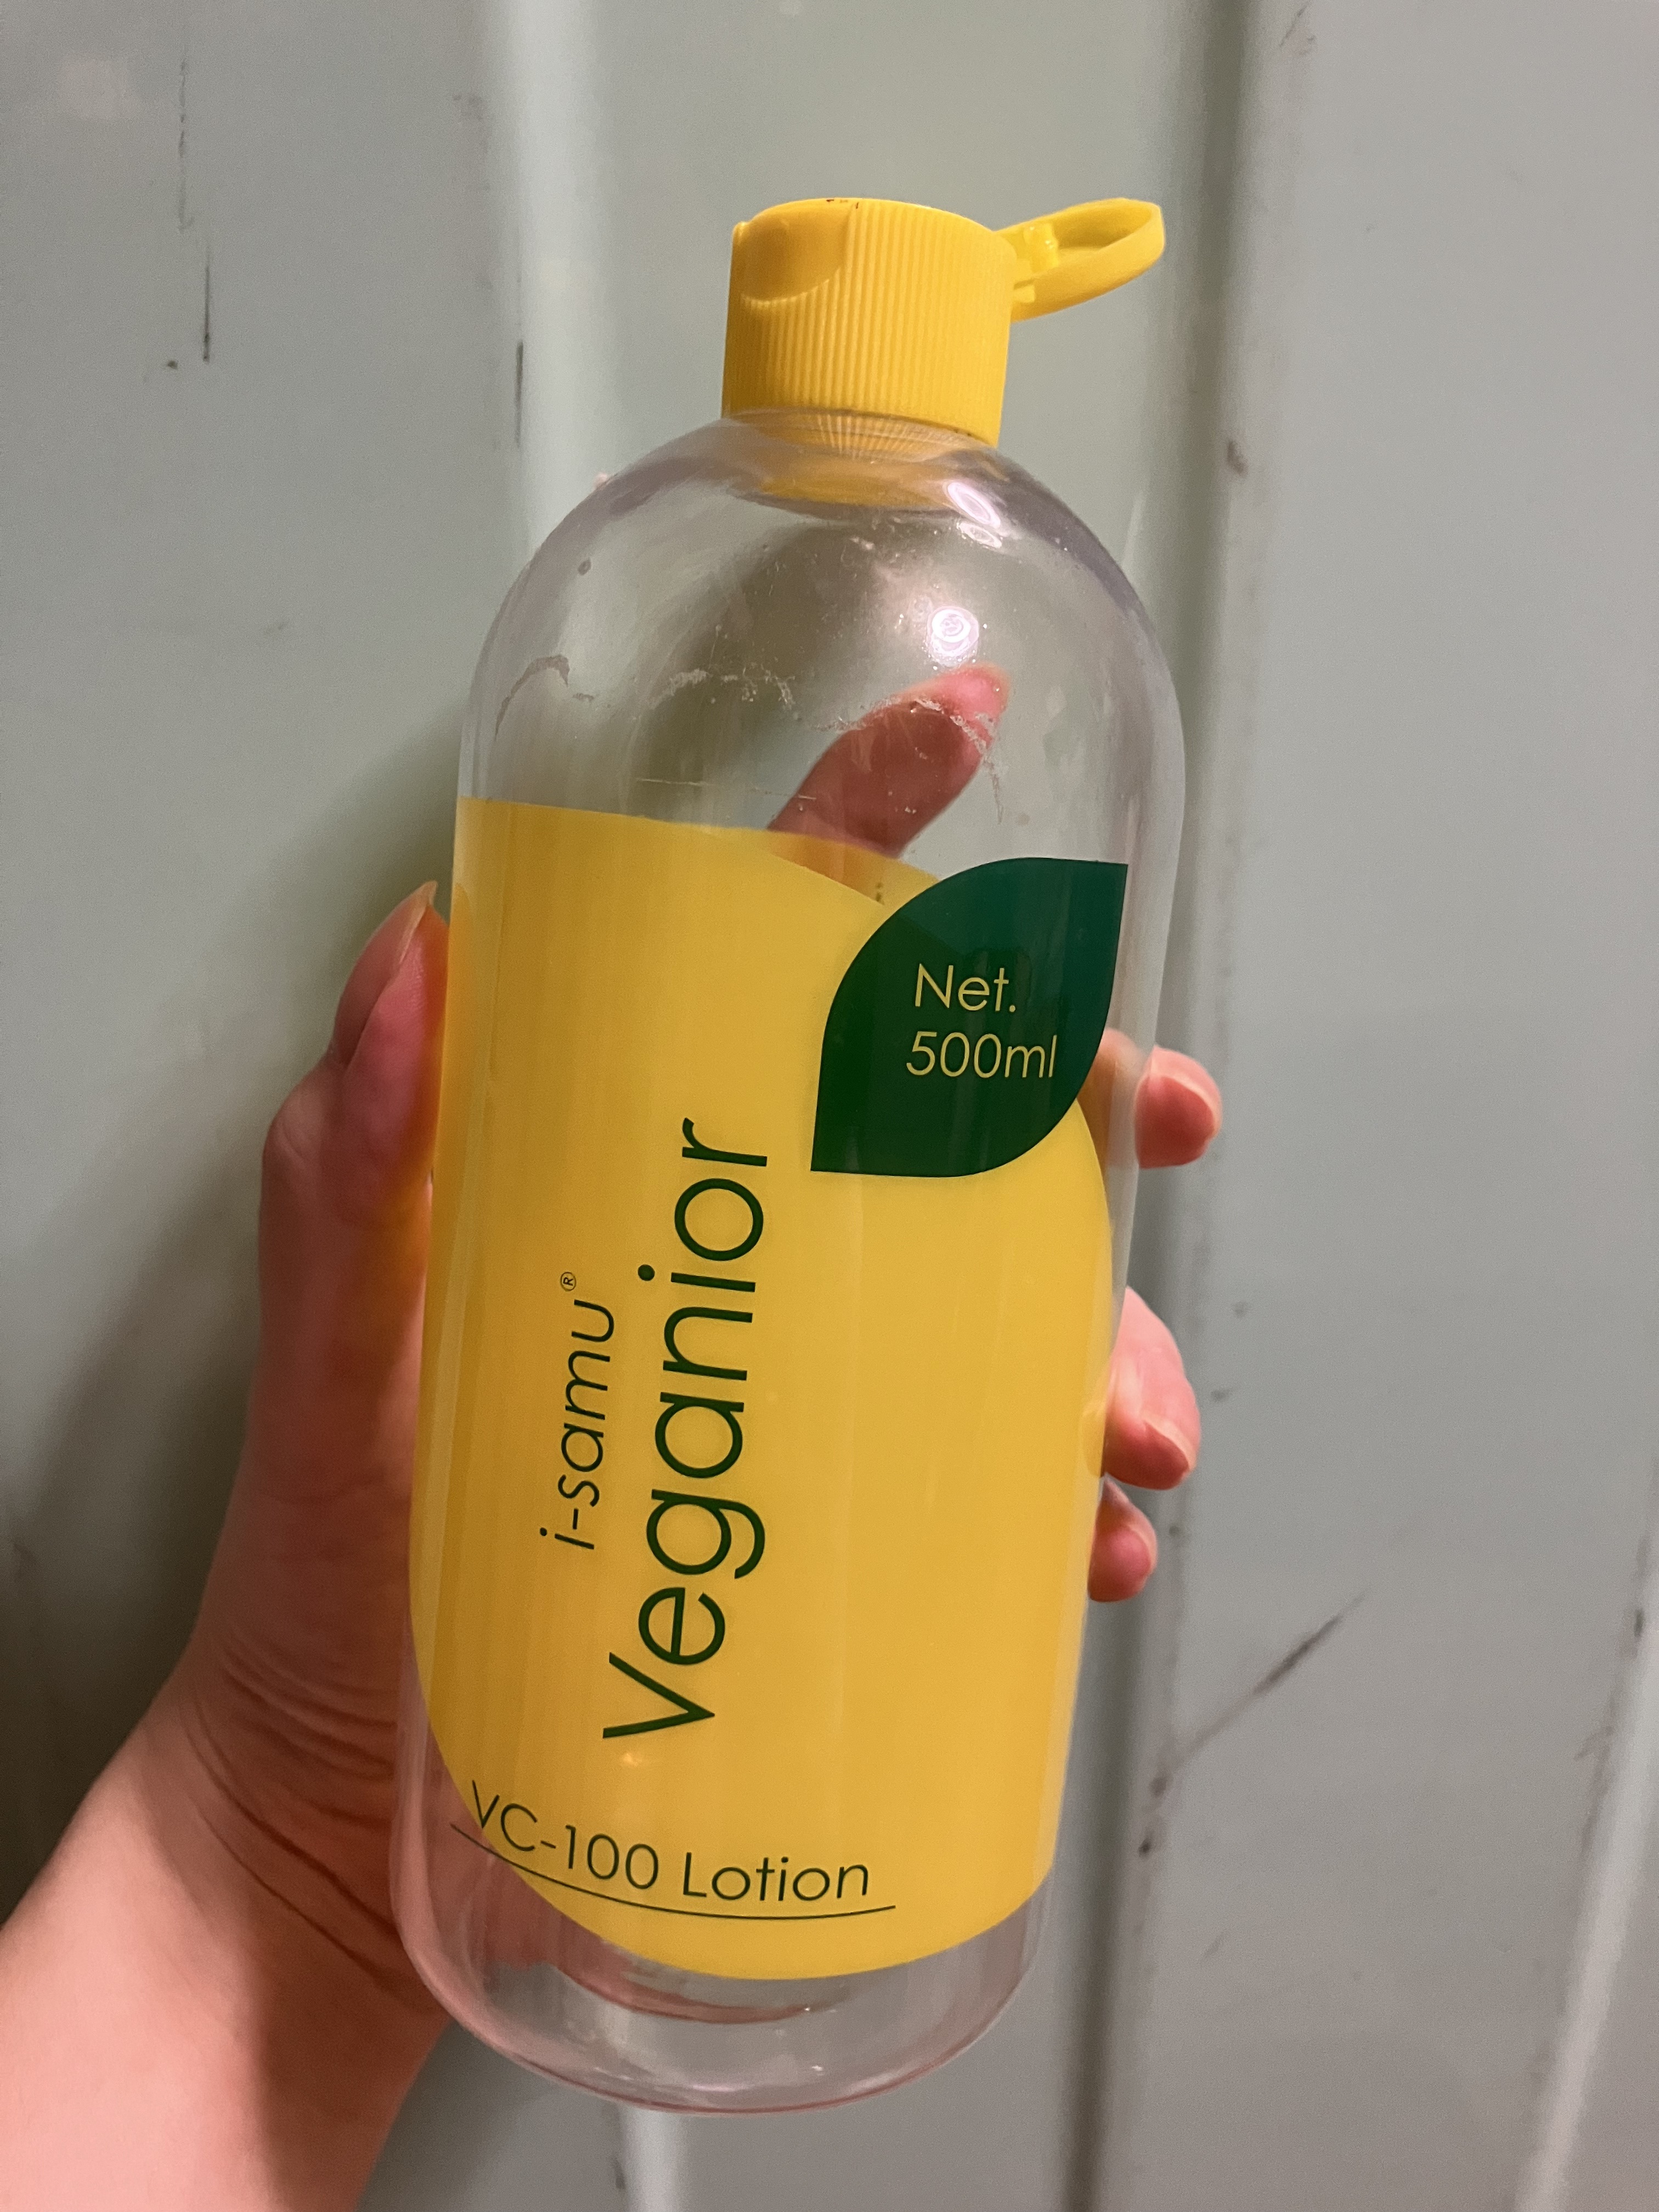 Net.
500ml
i-samu®
Veganior
VC-100 Lotion